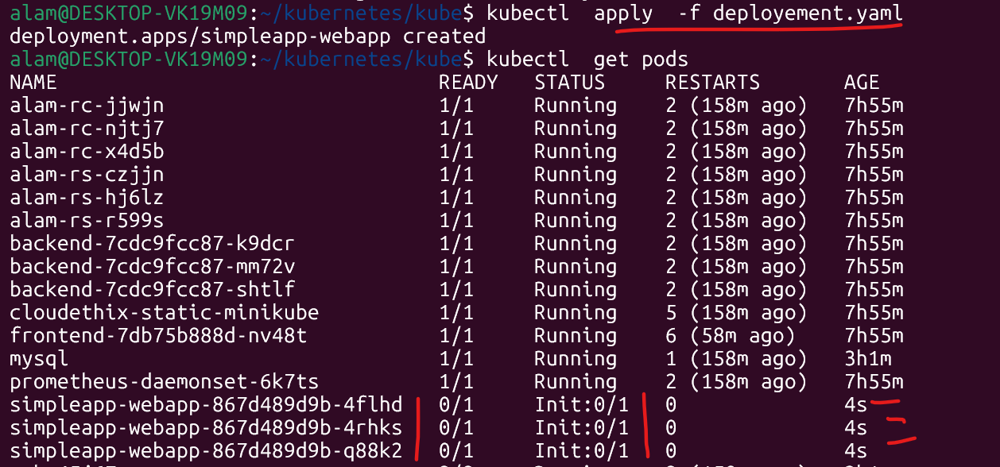 alam@DESKTOP-VK19M09:~/kubernetes/kube$ kubectl  apply  -f deployement.yaml
deployment.apps/simpleapp-webapp created
alam@DESKTOP-VK19M09:~/kubernetes/kube$ kubectl  get pods
NAME READY STATUS RESTARTS AGE
alam-rc-jjwjn 1/1 Running 2 (158m ago) 7h55m
alam-rc-njtj7 1/1 Running 2 (158m ago) 7h55m
alam-rc-x4d5b 1/1 Running 2 (158m ago) 7h55m
alam-rs-czjjn 1/1 Running 2 (158m ago) 7h55m
alam-rs-hj6lz 1/1 Running 2 (158m ago) 7h55m
alam-rs-r599s 1/1 Running 2 (158m ago) 7h55m
backend-7cdc9fcc87-k9dcr 1/1 Running 2 (158m ago) 7h55m
backend-7cdc9fcc87-mm72v 1/1 Running 2 (158m ago) 7h55m
backend-7cdc9fcc87-shtlf 1/1 Running 2 (158m ago) 7h55m
cloudethix-static-minikube 1/1 Running 5 (158m ago) 7h55m
frontend-7db75b888d-nv48t 1/1 Running 6 (58m ago) 7h55m
mysql 1/1 Running 1 (158m ago) 3h1m
prometheus-daemonset-6k7ts 1/1 Running 2 (158m ago) 7h55m
simpleapp-webapp-867d489d9b-4flhd 0/1 Init:0/1 0 4s
simpleapp-webapp-867d489d9b-4rhks 0/1 Init:0/1 0 4s
simpleapp-webapp-867d489d9b-q88k2 0/1 Init:0/1 0 4s